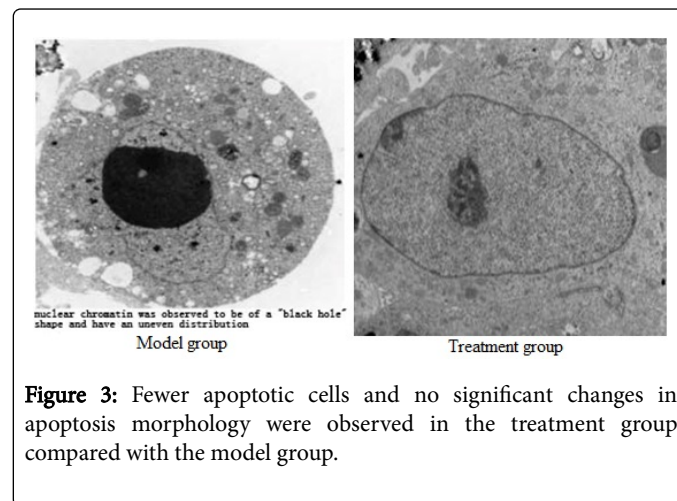 nuclear chromatin was observed to be of a "black hole"
shape and have an uneven distribution
Model group
Treatment group
Figure 3: Fewer apoptotic cells and no significant changes in
apoptosis morphology were observed in the treatment group
compared with the model group.